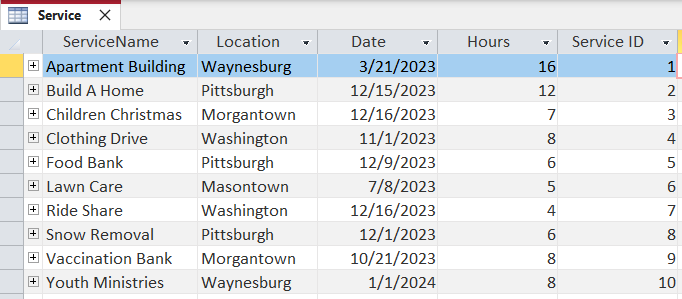 Service
ServiceName Location Date Hours Service ID
Apartment Building Waynesburg 3/21/2023 16 1
Build A Home Pittsburgh 12/15/2023 12 2
Children Christmas Morgantown 12/16/2023 7 3
Clothing Drive Washington 11/1/2023 8 4
Food Bank Pittsburgh 12/9/2023 6 5
Lawn Care Masontown 7/8/2023 5 6
Ride Share Washington 12/16/2023 4 7
Snow Removal Pittsburgh 12/1/2023 6 8
Vaccination Bank Morgantown 10/21/2023 8 9
Youth Ministries Waynesburg 1/1/2024 8 10